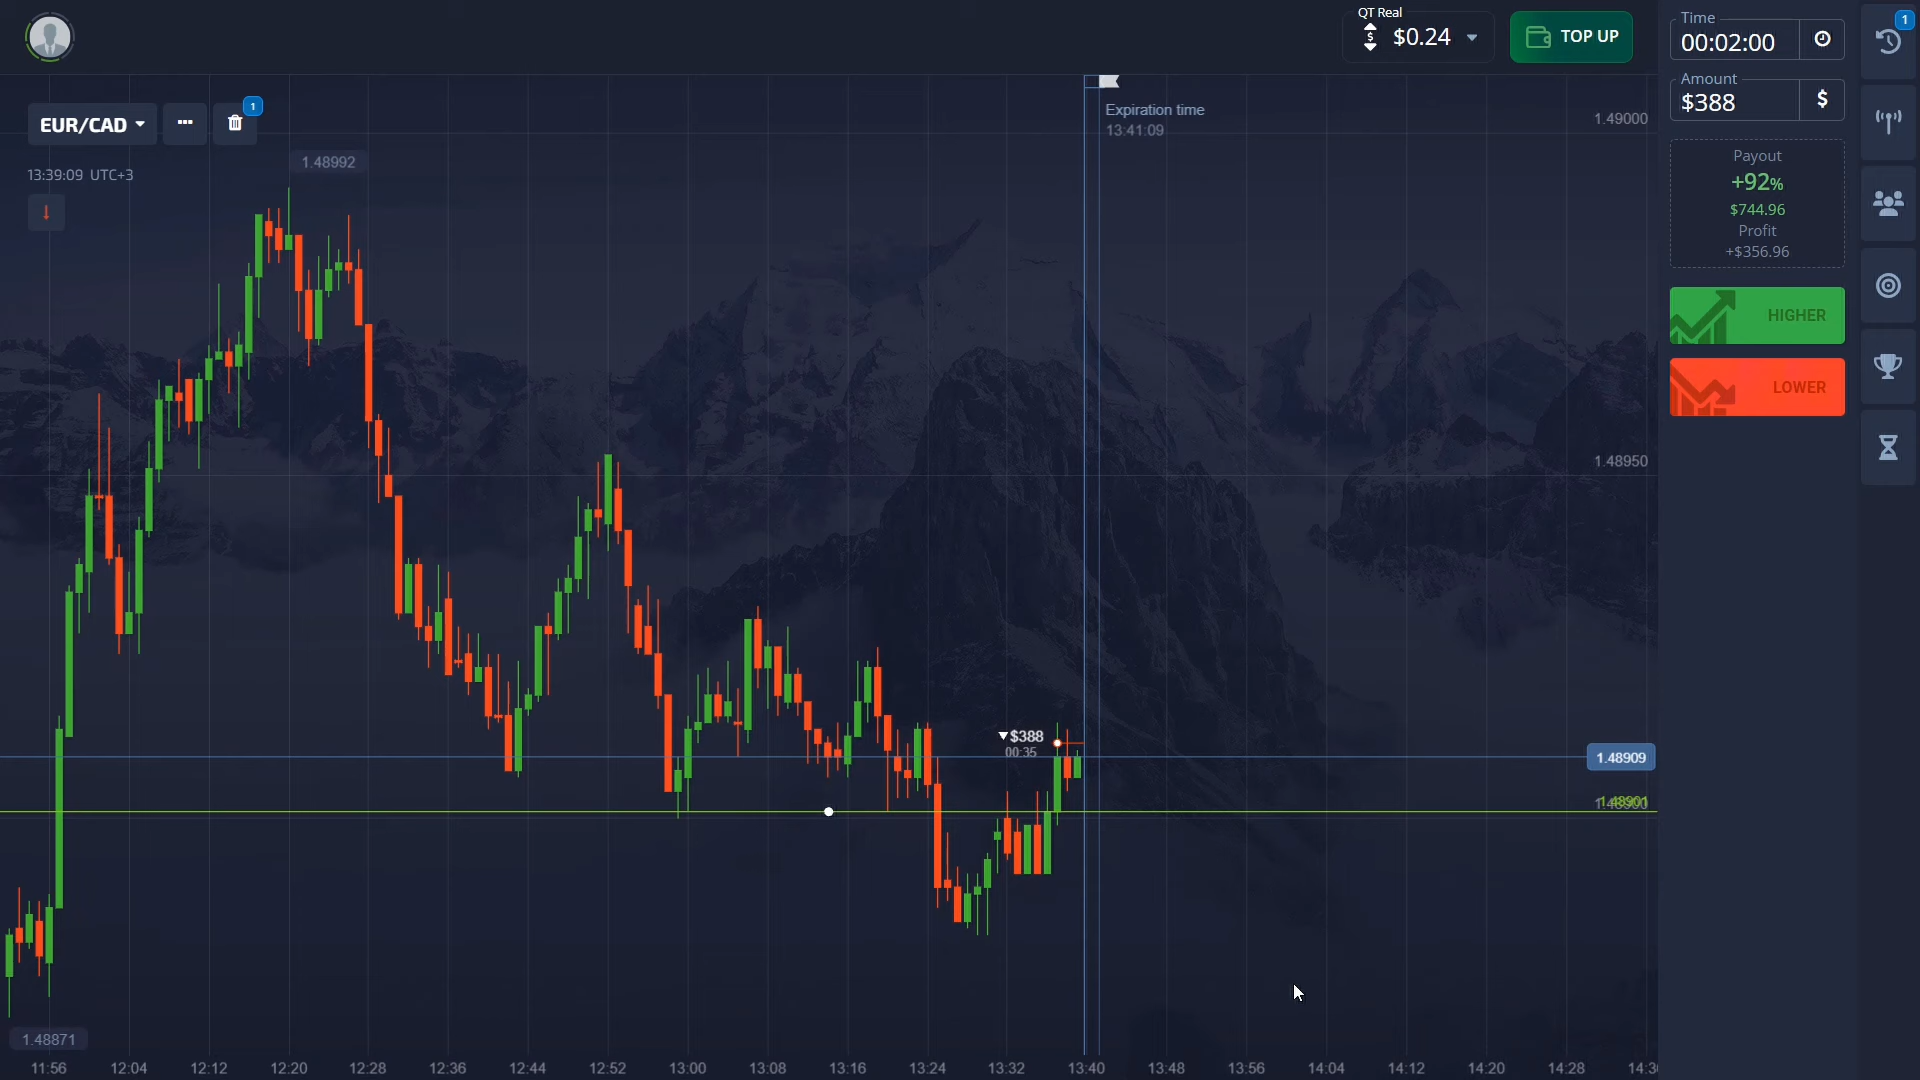 QT Real
$0.24
TOP UP
Time
00:02:00
1
Amount
$388
$
Payout
+92%
$744.96
Profit
+$356.96
HIGHER
LOWER
EUR/CAD
1
13:39:09 UTC+3
1.48992
Expiration time
13:41:09
1.49000
1.48950
$388
00:35
1.48909
1.48901
1.48900
1.48871
11:56 12:04 12:12 12:20 12:28 12:36 12:44 12:52 13:00 13:08 13:16 13:24 13:32 13:40 13:48 13:56 14:04 14:12 14:20 14:28